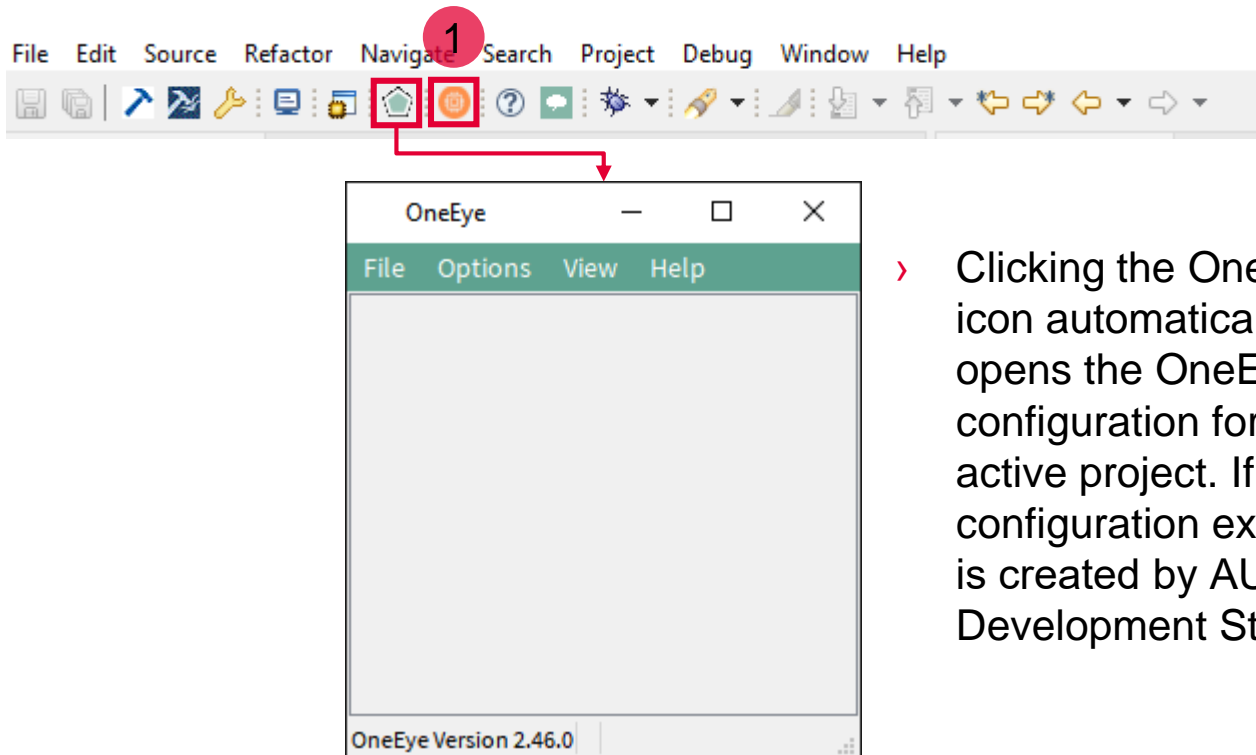 1
File Edit Source Refactor Navigate Search Project Debug Window Help
OneEye
File Options View Help
› Clicking the One
icon automatica
opens the OneE
configuration for
active project. If
configuration ex
is created by AU
Development St
OneEye Version 2.46.0